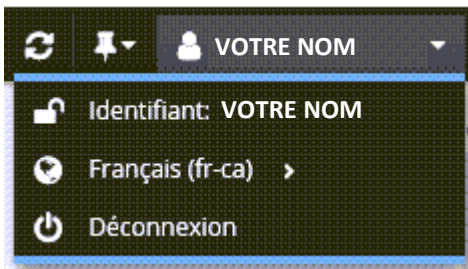 VOTRE NOM
Identifiant: VOTRE NOM
Français (fr-ca)
Déconnexion